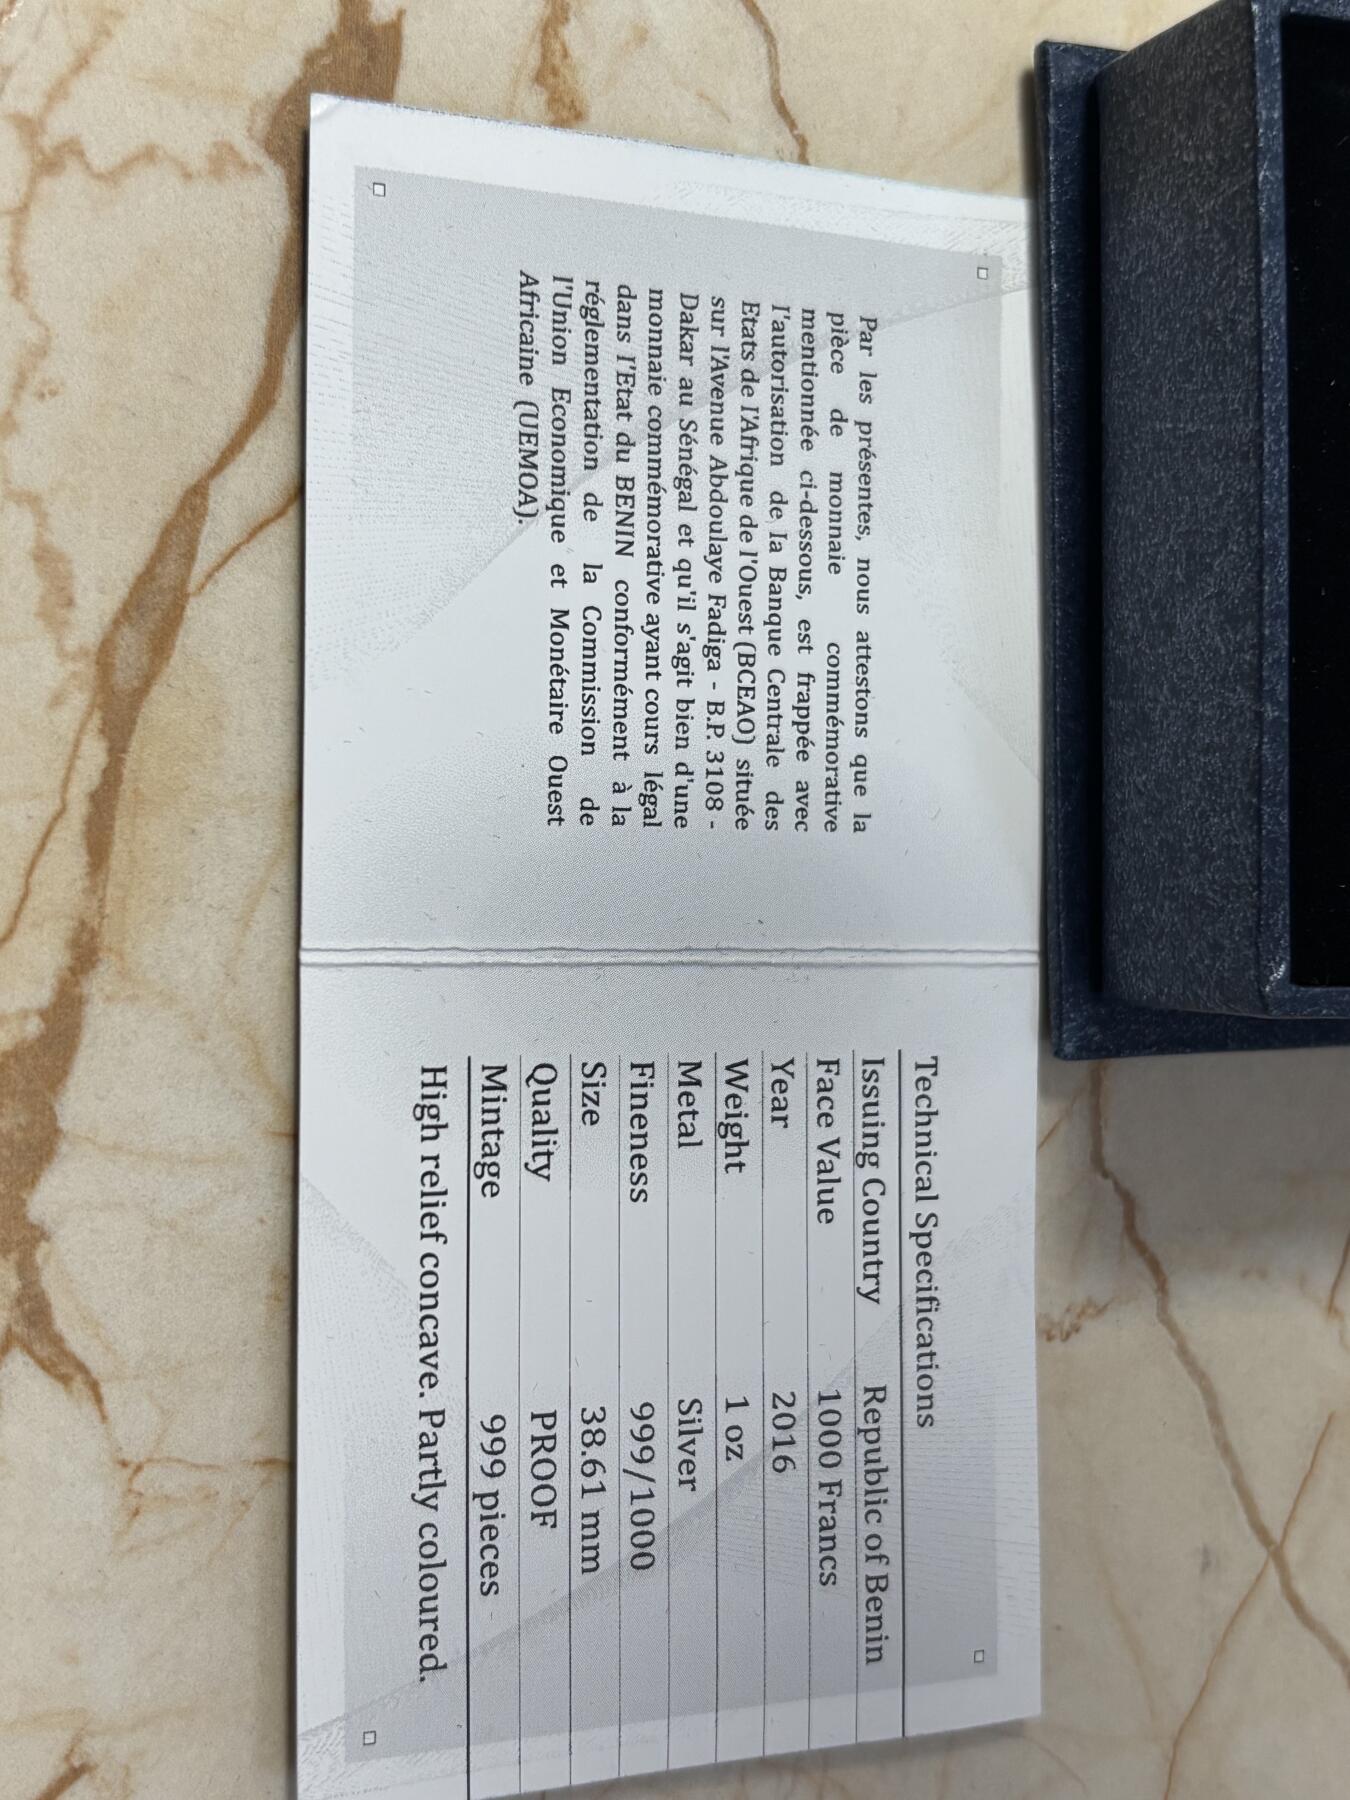 Par les présentes, nous attestons que la
pièce de monnaie commémorative
mentionnée ci-dessous, est frappée avec
l'autorisation de la Banque Centrale des
Etats de l'Afrique de l'Ouest (BCEAO) située
sur l'Avenue Abdoulaye Fadiga - B.P. 3108 -
Dakar au Sénégal et qu'il s'agit bien d'une
monnaie commémorative ayant cours légal
dans l'Etat du BENIN conformément à la
réglementation de la Commission de
l'Union Economique et Monétaire Ouest
Africaine (UEMOA).
Technical Specifications
Issuing Country Republic of Benin
Face Value 1000 Francs
Year 2016
Weight 1 oz
Metal Silver
Fineness 999/1000
Size 38.61 mm
Quality PROOF
Mintage 999 pieces
High relief concave. Partly coloured.